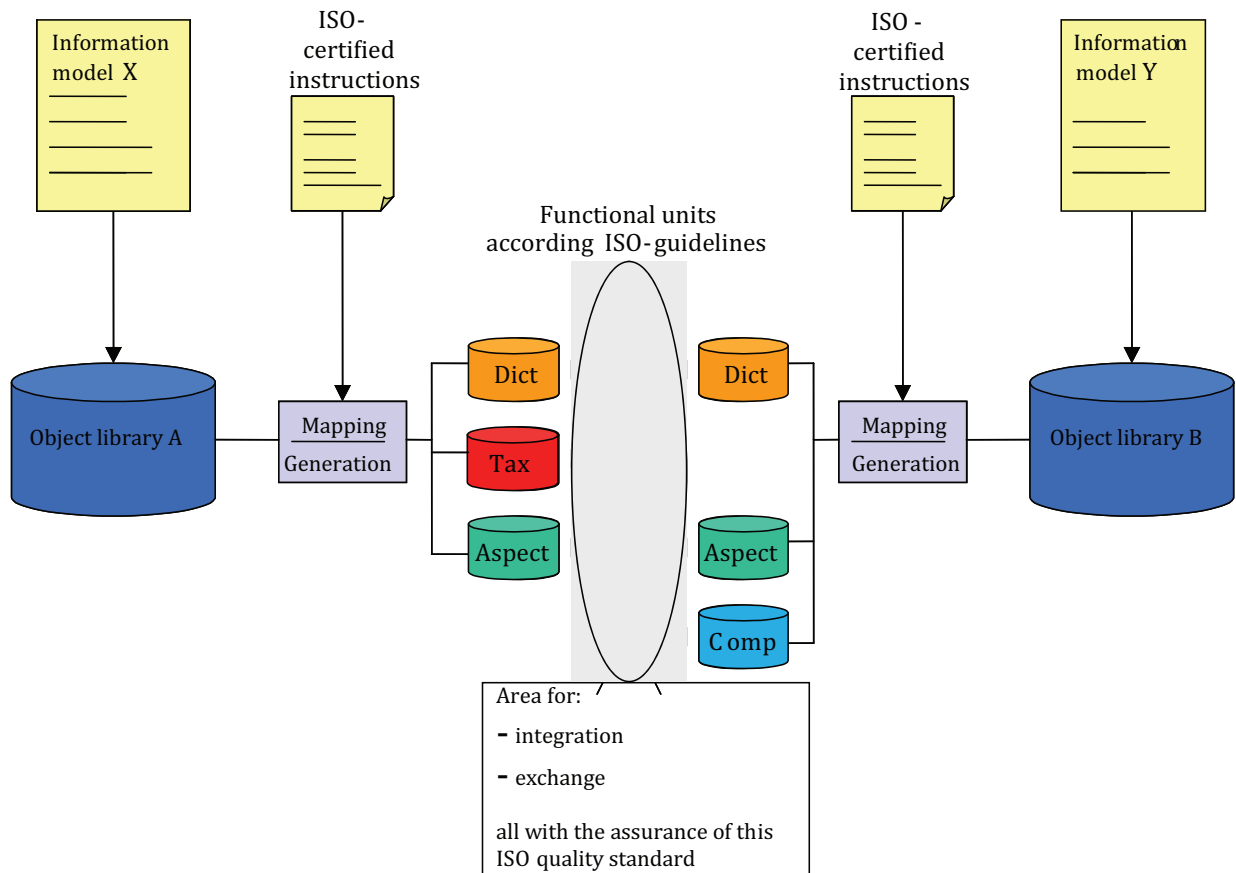 Information
model X
ISO-
certified
instructions
ISO -
certified
instructions
Information
model Y
Functional units
according ISO-guidelines
Object library A
Mapping
Generation
Dict
Tax
Aspect
Dict
Aspect
Comp
Mapping
Generation
Object library B
Area for:
- integration
- exchange
all with the assurance of this
ISO quality standard